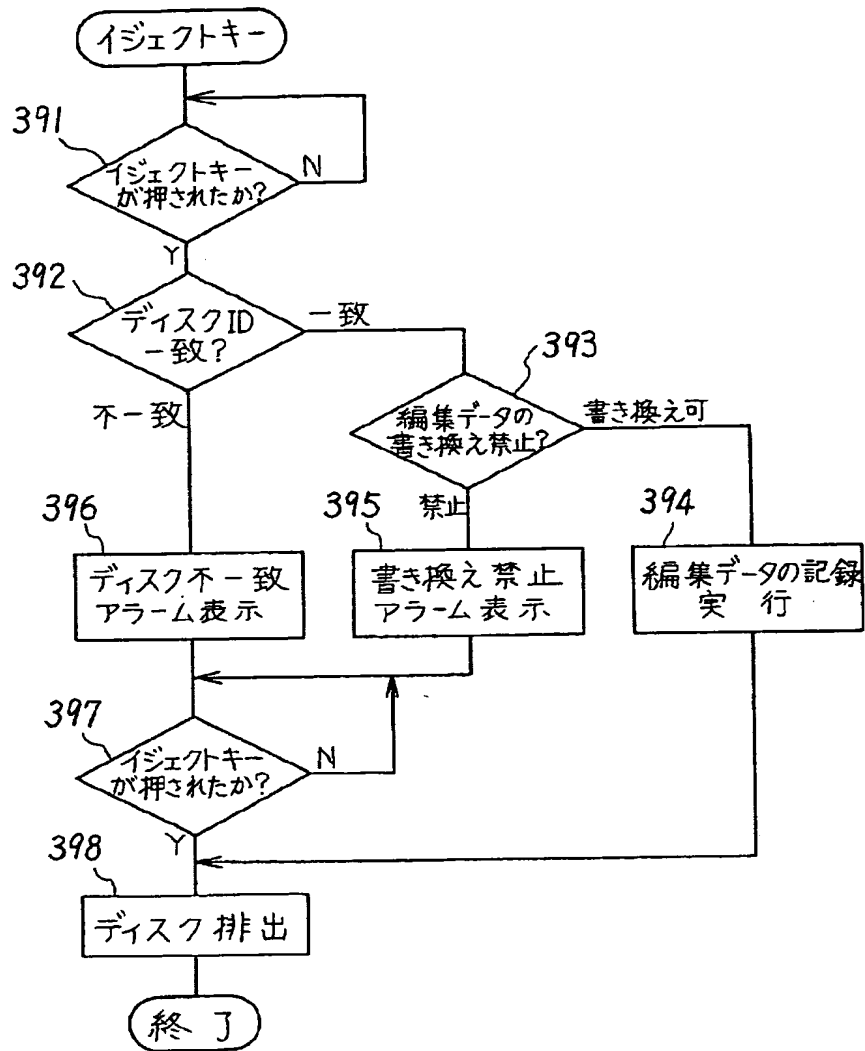 イジェクトキー
391
イジェクトキー
が押されたか?
N
Y
392
ディスクID
一致?
一致
不一致
393
編集データの
書き換え禁止?
書き換え可
禁止
396
ディスク不一致
アラーム表示
395
書き換え禁止
アラーム表示
394
編集データの記録
実行
397
イジェクトキー
が押されたか?
N
Y
398
ディスク排出
終了